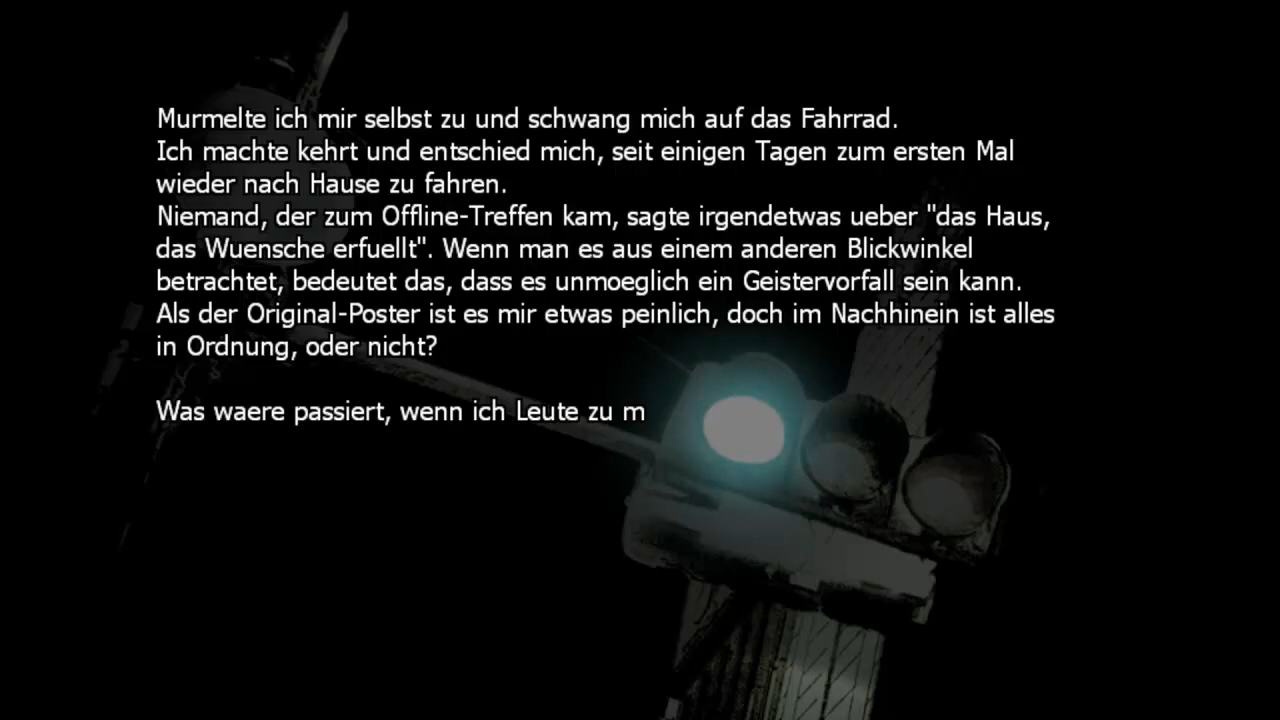 Murmelte ich mir selbst zu und schwang mich auf das Fahrrad.
Ich machte kehrt und entschied mich, seit einigen Tagen zum ersten Mal
wieder nach Hause zu fahren.
Niemand, der zum Offline-Treffen kam, sagte irgendetwas ueber "das Haus,
das Wuensche erfuellt". Wenn man es aus einem anderen Blickwinkel
betrachtet, bedeutet das, dass es unmoeglich ein Geistervorfall sein kann.
Als der Original-Poster ist es mir etwas peinlich, doch im Nachhinein ist alles
in Ordnung, oder nicht?
Was waere passiert, wenn ich Leute zu m